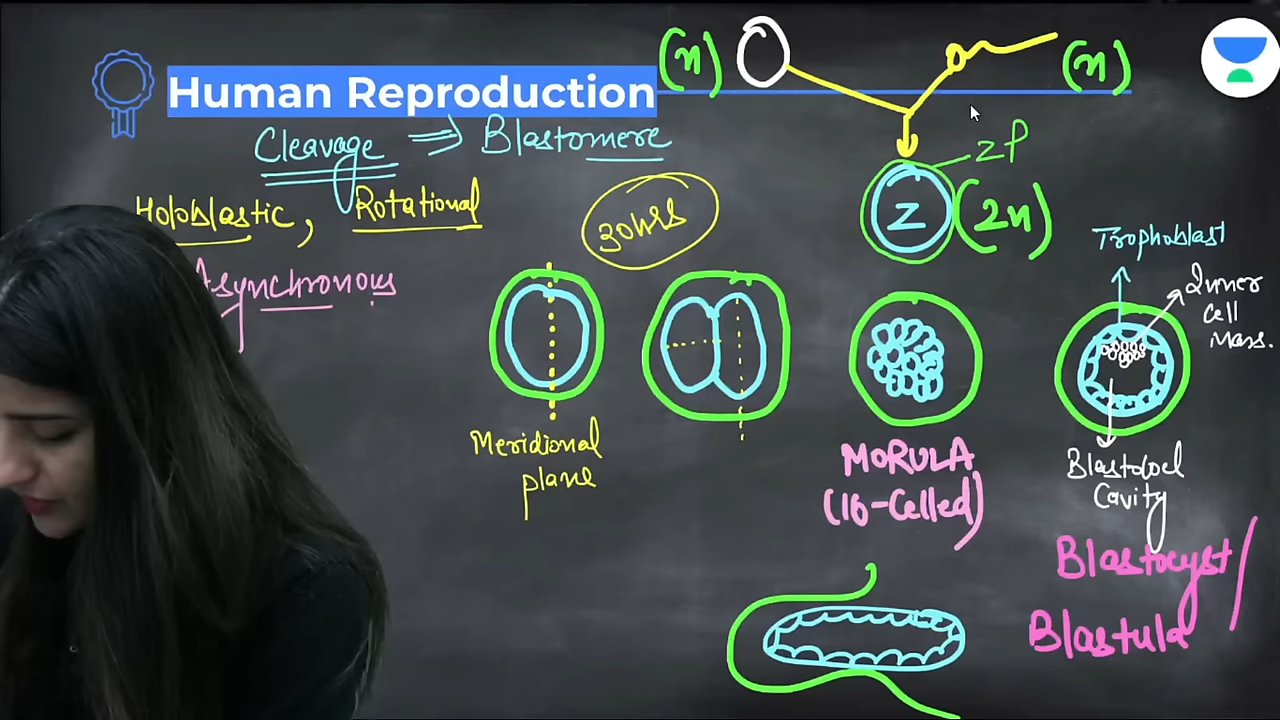 (n)
(n)
Human Reproduction
Cleavage ⇒ Blastomere
ZP
Holoblastic, Rotational
30hrs
Z
(2n)
Asynchronous
Trophoblast
Inner
Cell
Mass.
Meridional
plane
MORULA
(16-Celled)
Blastocoel
Cavity
Blastocyst/
Blastula